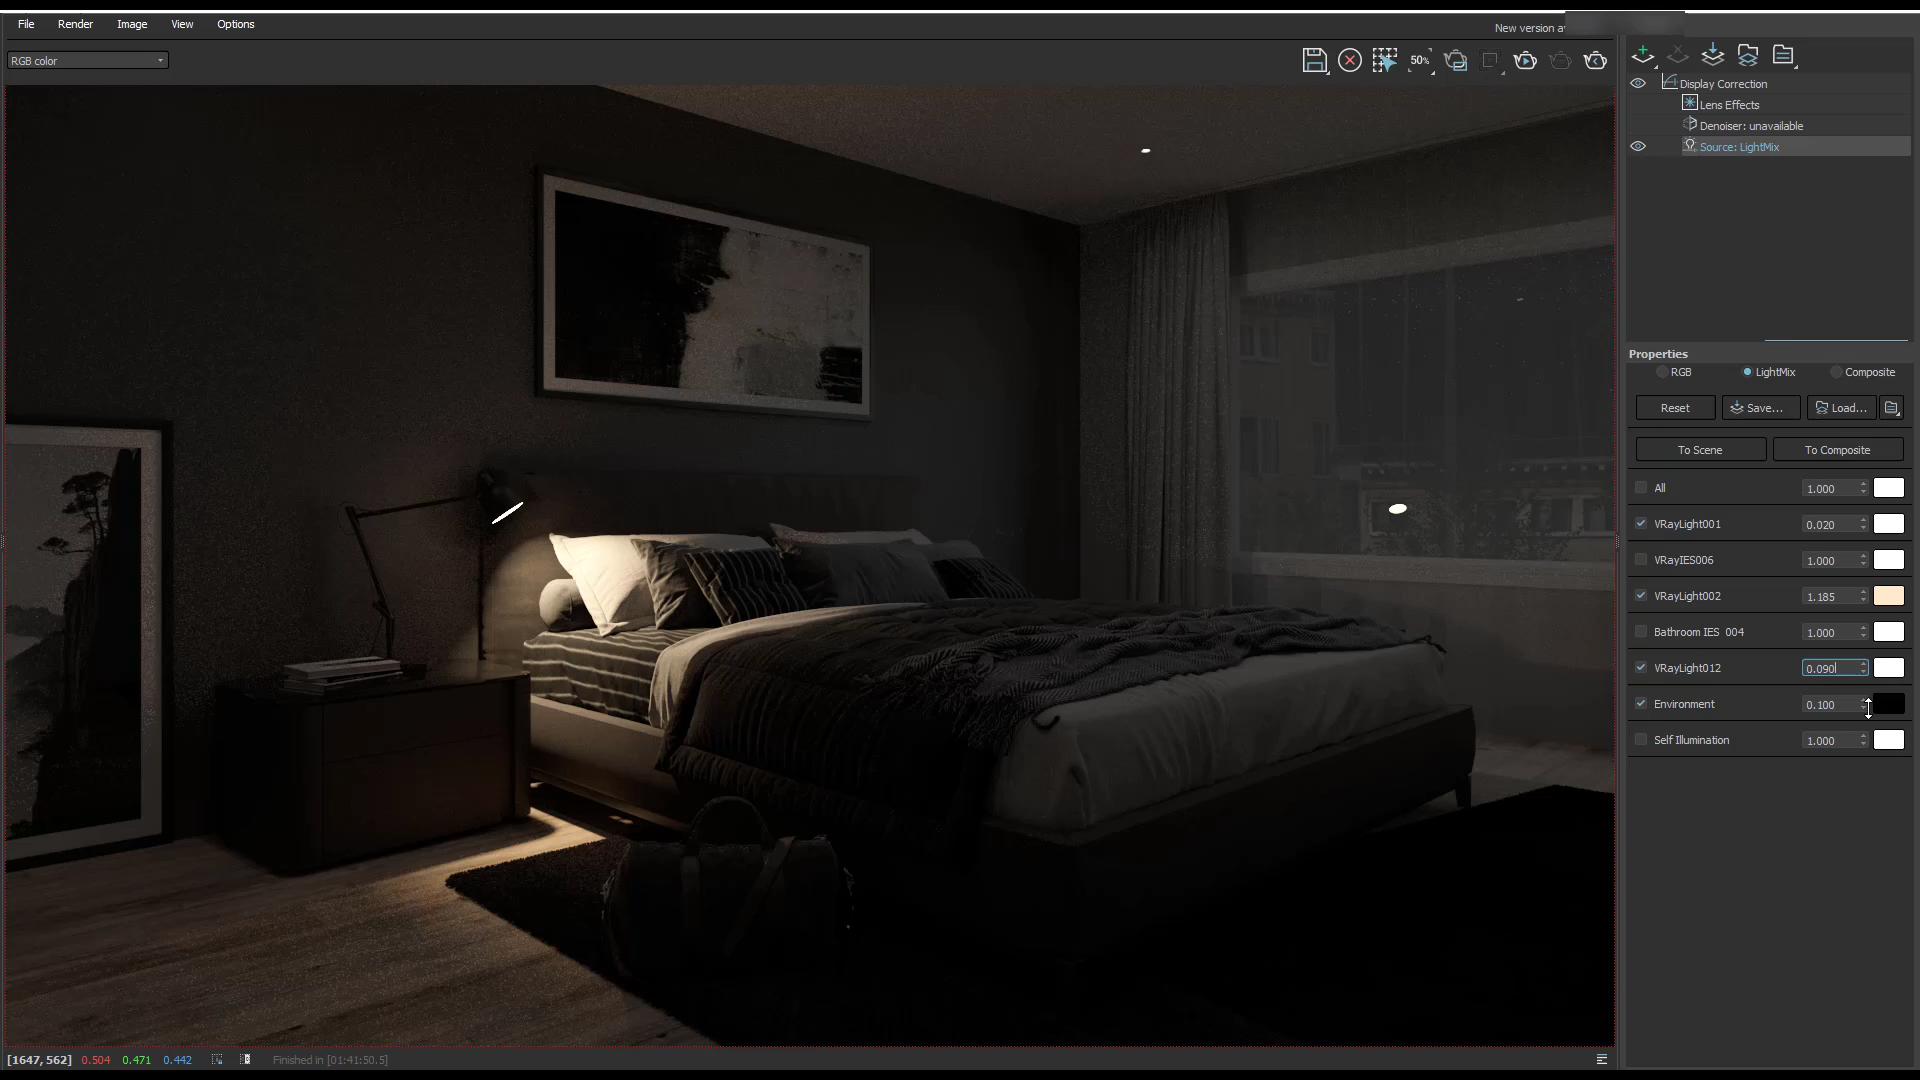 File Render Image View Options
New version a
RGB color
50%
Display Correction
Lens Effects
Denoiser: unavailable
Source: LightMix
Properties
RGB LightMix Composite
Reset Save... Load...
To Scene To Composite
All 1.000
VRayLight001 0.020
VRayIES006 1.000
VRayLight002 1.185
Bathroom IES 004 1.000
VRayLight012 0.090
Environment 0.100
Self Illumination 1.000
[1647, 562] 0.504 0.471 0.442 Finished in [01:41:50.5]